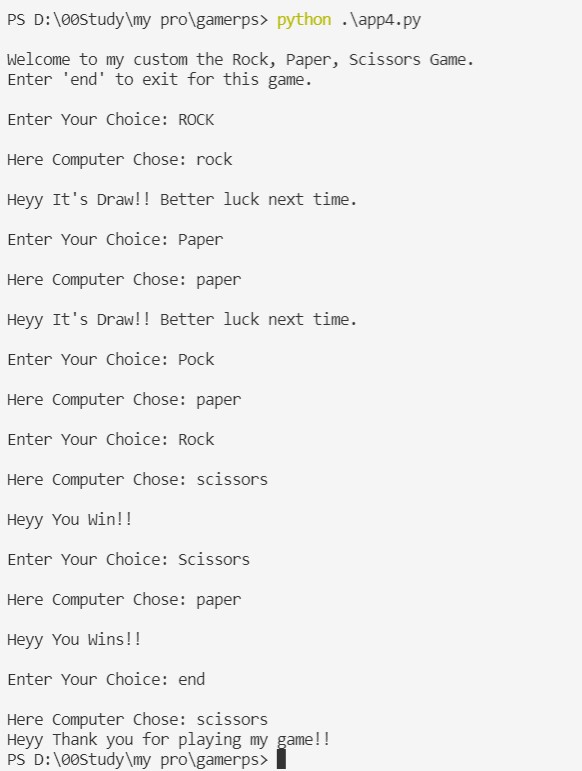 PS D:\00Study\my pro\gamerps> python .\app4.py
Welcome to my custom the Rock, Paper, Scissors Game.
Enter 'end' to exit for this game.
Enter Your Choice: ROCK
Here Computer Chose: rock
Heyy It's Draw!! Better luck next time.
Enter Your Choice: Paper
Here Computer Chose: paper
Heyy It's Draw!! Better luck next time.
Enter Your Choice: Pock
Here Computer Chose: paper
Enter Your Choice: Rock
Here Computer Chose: scissors
Heyy You Win!!
Enter Your Choice: Scissors
Here Computer Chose: paper
Heyy You Wins!!
Enter Your Choice: end
Here Computer Chose: scissors
Heyy Thank you for playing my game!!
PS D:\00Study\my pro\gamerps>